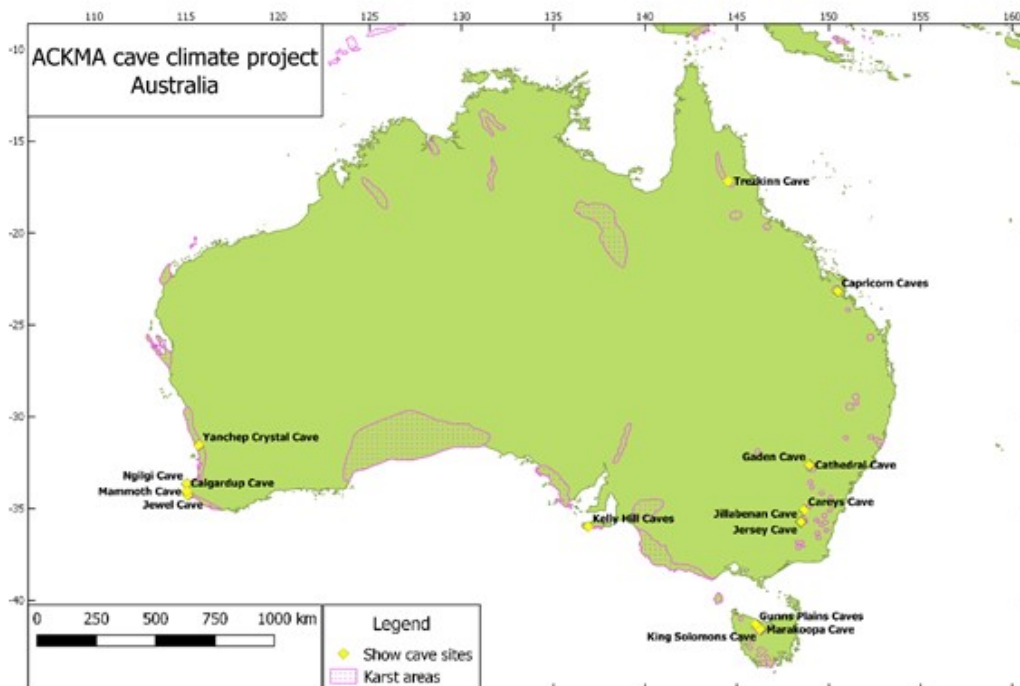 110 115 120 125 130 135 140 145 150 155 160
-10
ACKMA cave climate project
Australia
-15
Trezkinn Cave
-20
Capricorn Caves
-25
-30
Yanchep Crystal Cave
Gaden Cave
Cathedral Cave
Ngilgi Cave
Calgardup Cave
Mammoth Cave
Jewel Cave
Careys Cave
-35
Jillabenan Cave
Kelly Hill Caves
Jersey Cave
-40
Gunns Plains Caves
Marakoopa Cave
King Solomons Cave
0 250 500 750 1000 km
Legend
Show cave sites
Karst areas